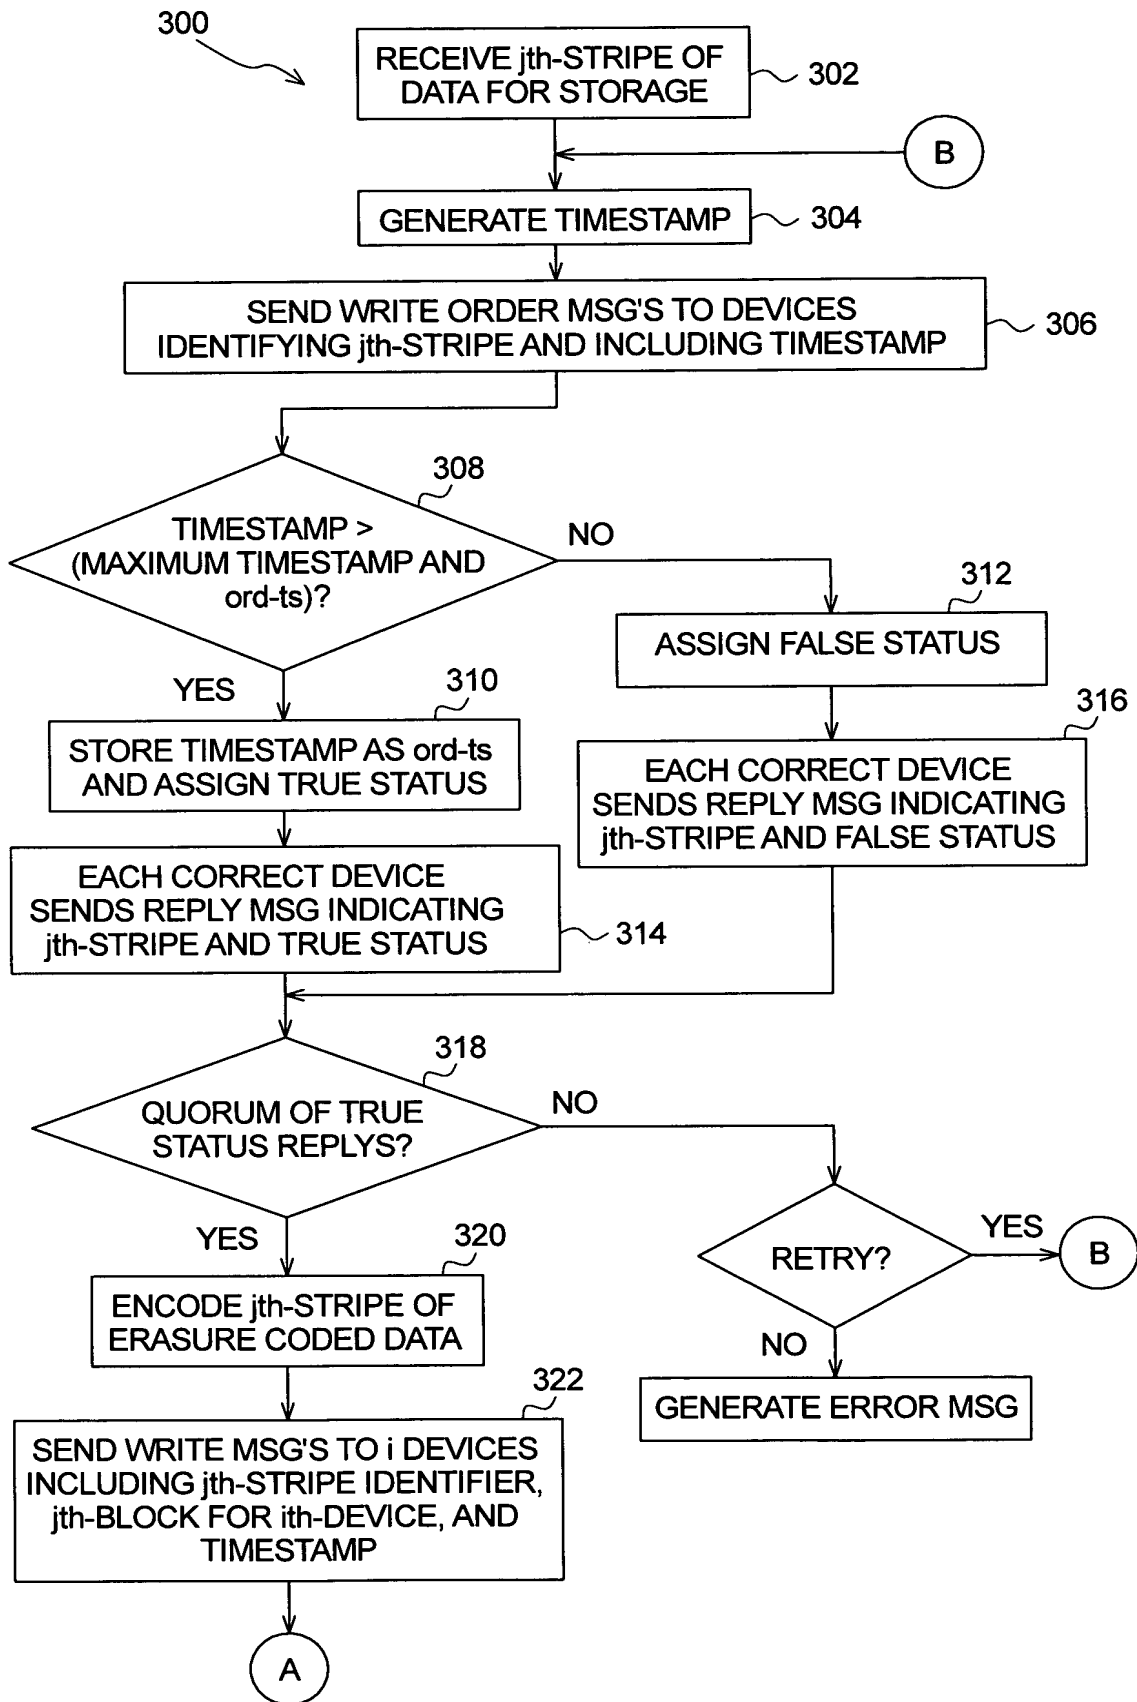 300
RECEIVE jth-STRIPE OF
DATA FOR STORAGE
302
B
GENERATE TIMESTAMP
304
SEND WRITE ORDER MSG'S TO DEVICES
IDENTIFYING jth-STRIPE AND INCLUDING TIMESTAMP
306
308
TIMESTAMP >
(MAXIMUM TIMESTAMP AND
ord-ts)?
NO
312
ASSIGN FALSE STATUS
YES
310
STORE TIMESTAMP AS ord-ts
AND ASSIGN TRUE STATUS
316
EACH CORRECT DEVICE
SENDS REPLY MSG INDICATING
jth-STRIPE AND FALSE STATUS
EACH CORRECT DEVICE
SENDS REPLY MSG INDICATING
jth-STRIPE AND TRUE STATUS
314
318
QUORUM OF TRUE
STATUS REPLYS?
NO
YES
RETRY?
YES
B
320
ENCODE jth-STRIPE OF
ERASURE CODED DATA
NO
GENERATE ERROR MSG
322
SEND WRITE MSG'S TO i DEVICES
INCLUDING jth-STRIPE IDENTIFIER,
jth-BLOCK FOR ith-DEVICE, AND
TIMESTAMP
A